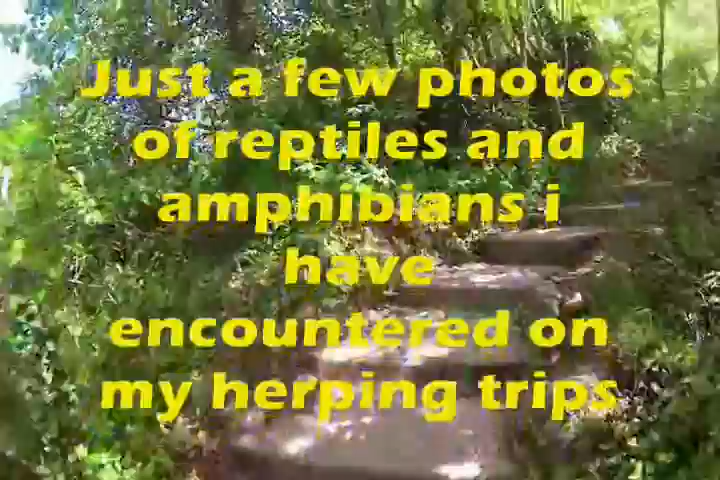 Just a few photos
of reptiles and
amphibians i
have
encountered on
my herping trips